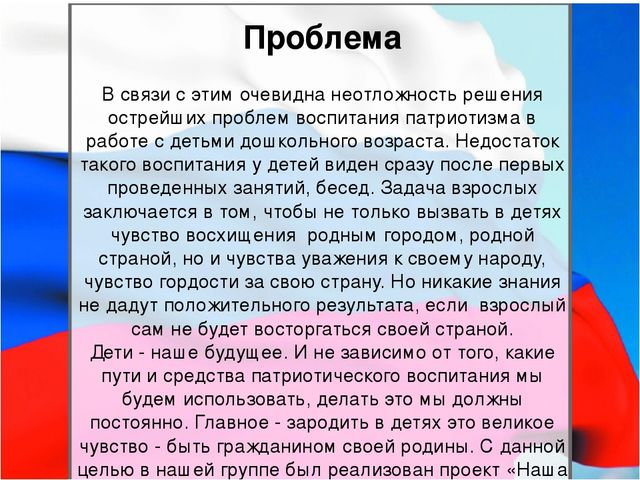 Проблема
В связи с этим очевидна неотложность решения
острейших проблем воспитания патриотизма в
работе с детьми дошкольного возраста. Недостаток
такого воспитания у детей виден сразу после первых
проведенных занятий, бесед. Задача взрослых
заключается в том, чтобы не только вызвать в детях
чувство восхищения родным городом, родной
страной, но и чувства уважения к своему народу,
чувство гордости за свою страну. Но никакие знания
не дадут положительного результата, если взрослый
сам не будет восторгаться своей страной.
Дети - наше будущее. И не зависимо от того, какие
пути и средства патриотического воспитания мы
будем использовать, делать это мы должны
постоянно. Главное - зародить в детях это великое
чувство - быть гражданином своей родины. С данной
целью в нашей группе был реализован проект «Наша